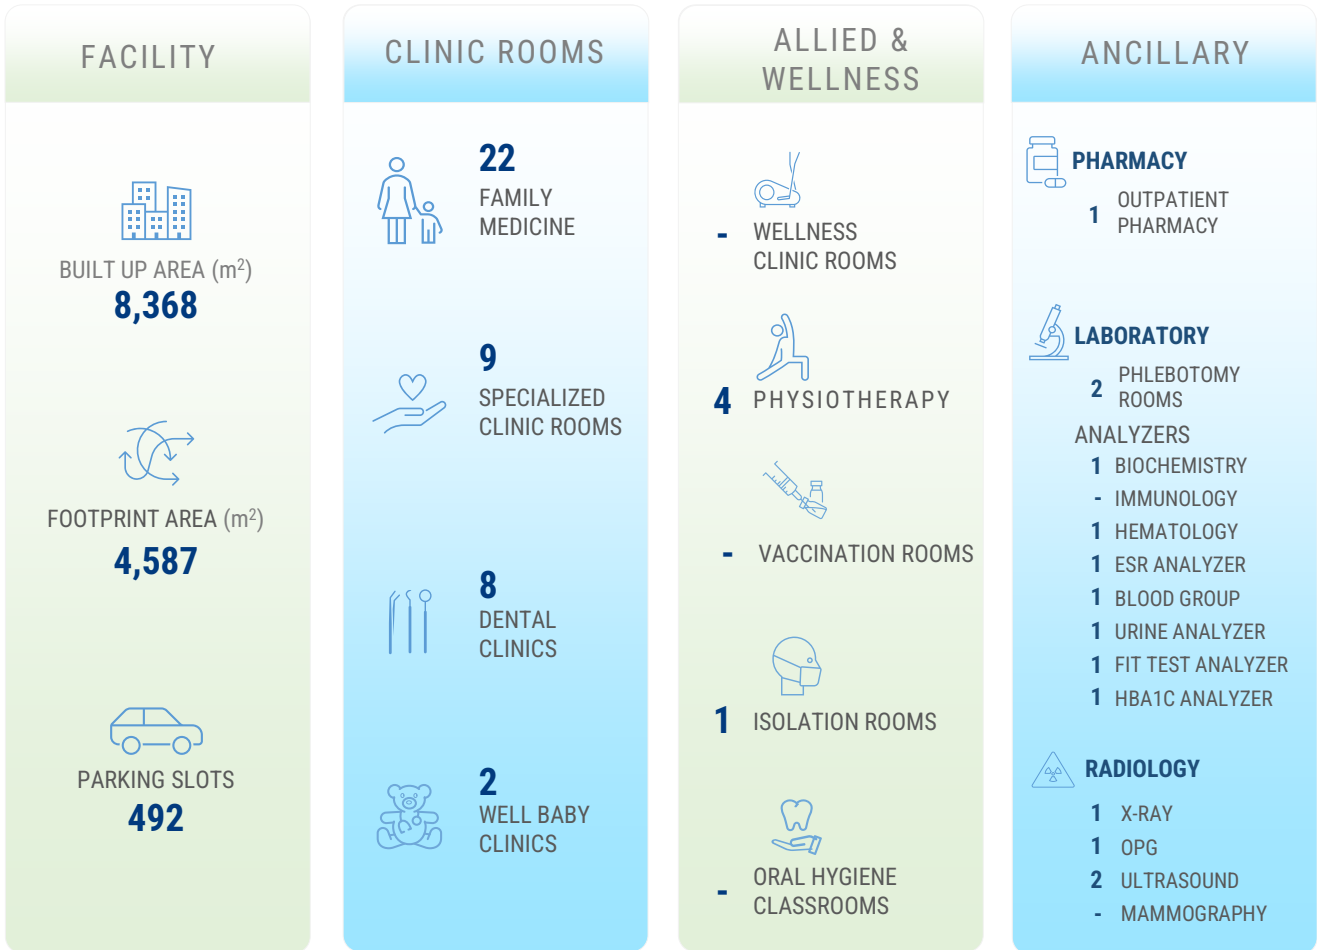 FACILITY
BUILT UP AREA (m²)
8,368
FOOTPRINT AREA (m²)
4,587
PARKING SLOTS
492
CLINIC ROOMS
22
FAMILY
MEDICINE
9
SPECIALIZED
CLINIC ROOMS
8
DENTAL
CLINICS
2
WELL BABY
CLINICS
ALLIED &
WELLNESS
- WELLNESS
CLINIC ROOMS
4 PHYSIOTHERAPY
- VACCINATION ROOMS
1 ISOLATION ROOMS
- ORAL HYGIENE
CLASSROOMS
ANCILLARY
PHARMACY
1 OUTPATIENT
PHARMACY
LABORATORY
2 PHLEBOTOMY
ROOMS
ANALYZERS
1 BIOCHEMISTRY
- IMMUNOLOGY
1 HEMATOLOGY
1 ESR ANALYZER
1 BLOOD GROUP
1 URINE ANALYZER
1 FIT TEST ANALYZER
1 HBA1C ANALYZER
RADIOLOGY
1 X-RAY
1 OPG
2 ULTRASOUND
- MAMMOGRAPHY